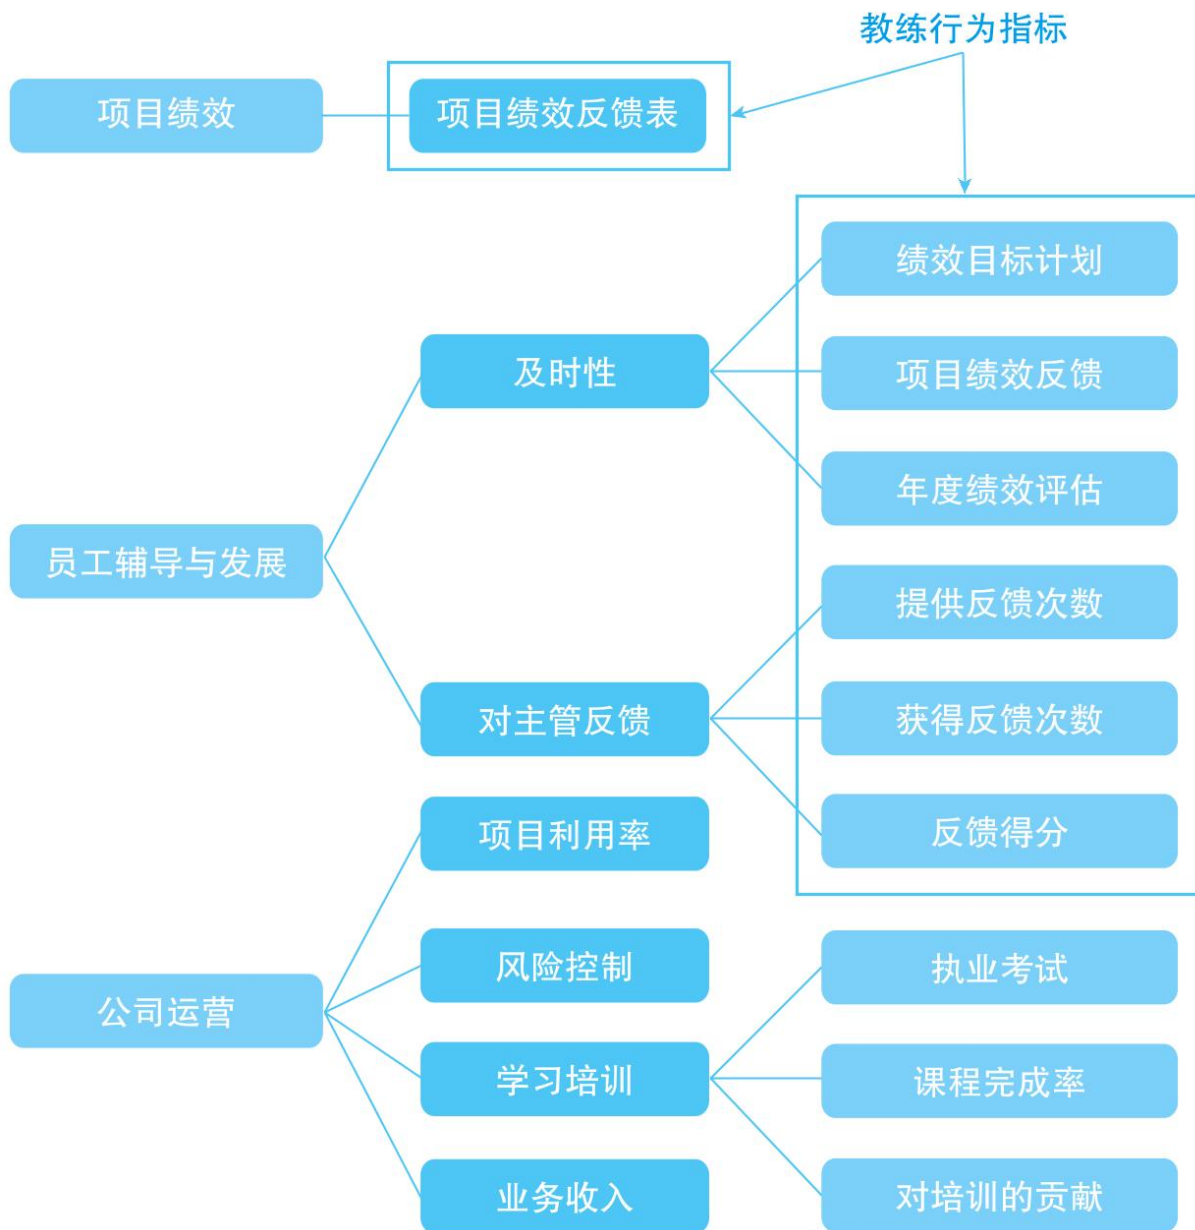 教练行为指标
项目绩效
项目绩效反馈表
绩效目标计划
及时性
项目绩效反馈
年度绩效评估
员工辅导与发展
提供反馈次数
对主管反馈
获得反馈次数
项目利用率
反馈得分
风险控制
执业考试
公司运营
学习培训
课程完成率
业务收入
对培训的贡献